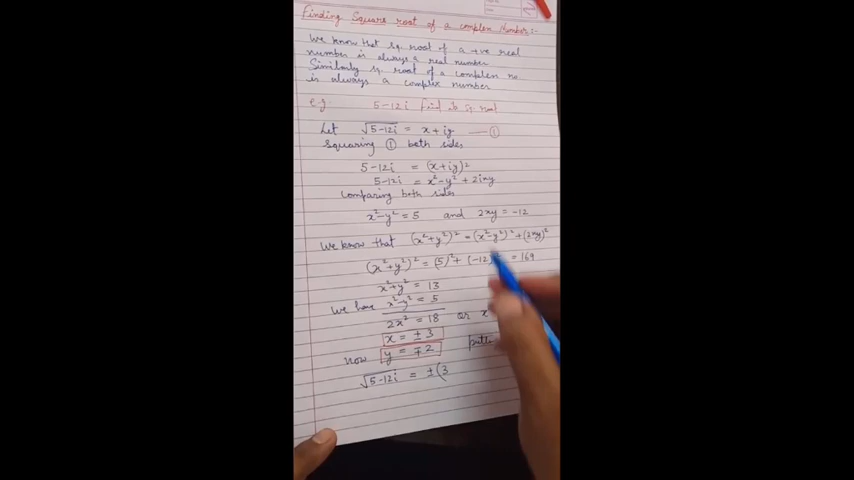 Finding Square root of a complex Number:-
We know that sq. root of a +ve real
number is always a real number
Similarly sq. root of a complex no
is always a complex number
e.g 5-12i find its sq root
Let √5-12i = x+iy —①
Squaring ① both sides
5-12i = (x+iy)²
5-12i = x²-y²+2ixy
Comparing both sides
x²-y² = 5 and 2xy = -12
We know that (x²+y²)² = (x²-y²)²+(2xy)²
(x²+y²)² = (5)²+(-12)² = 169
x²+y² = 13
We have x²-y² = 5
2x² = 18 or x
x = ±3
now y = ∓2
√5-12i = ±(3